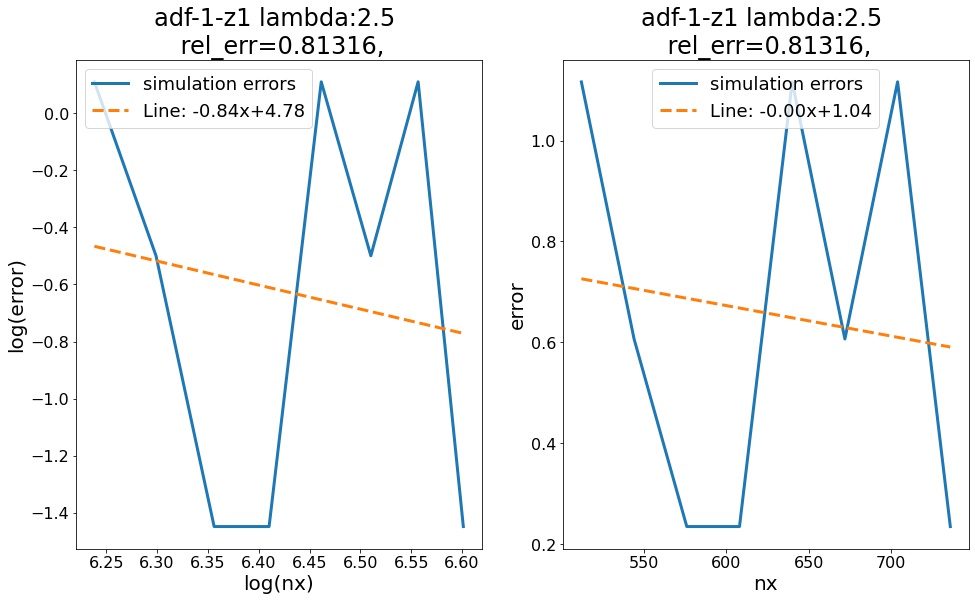 adf-1-z1 lambda:2.5
rel_err=0.81316,
simulation errors
Line: -0.84x+4.78
0.0
−0.2
−0.4
−0.6
−0.8
−1.0
−1.2
−1.4
log(error)
6.25 6.30 6.35 6.40 6.45 6.50 6.55 6.60
log(nx)
adf-1-z1 lambda:2.5
rel_err=0.81316,
simulation errors
Line: -0.00x+1.04
1.0
0.8
0.6
0.4
0.2
error
550 600 650 700
nx